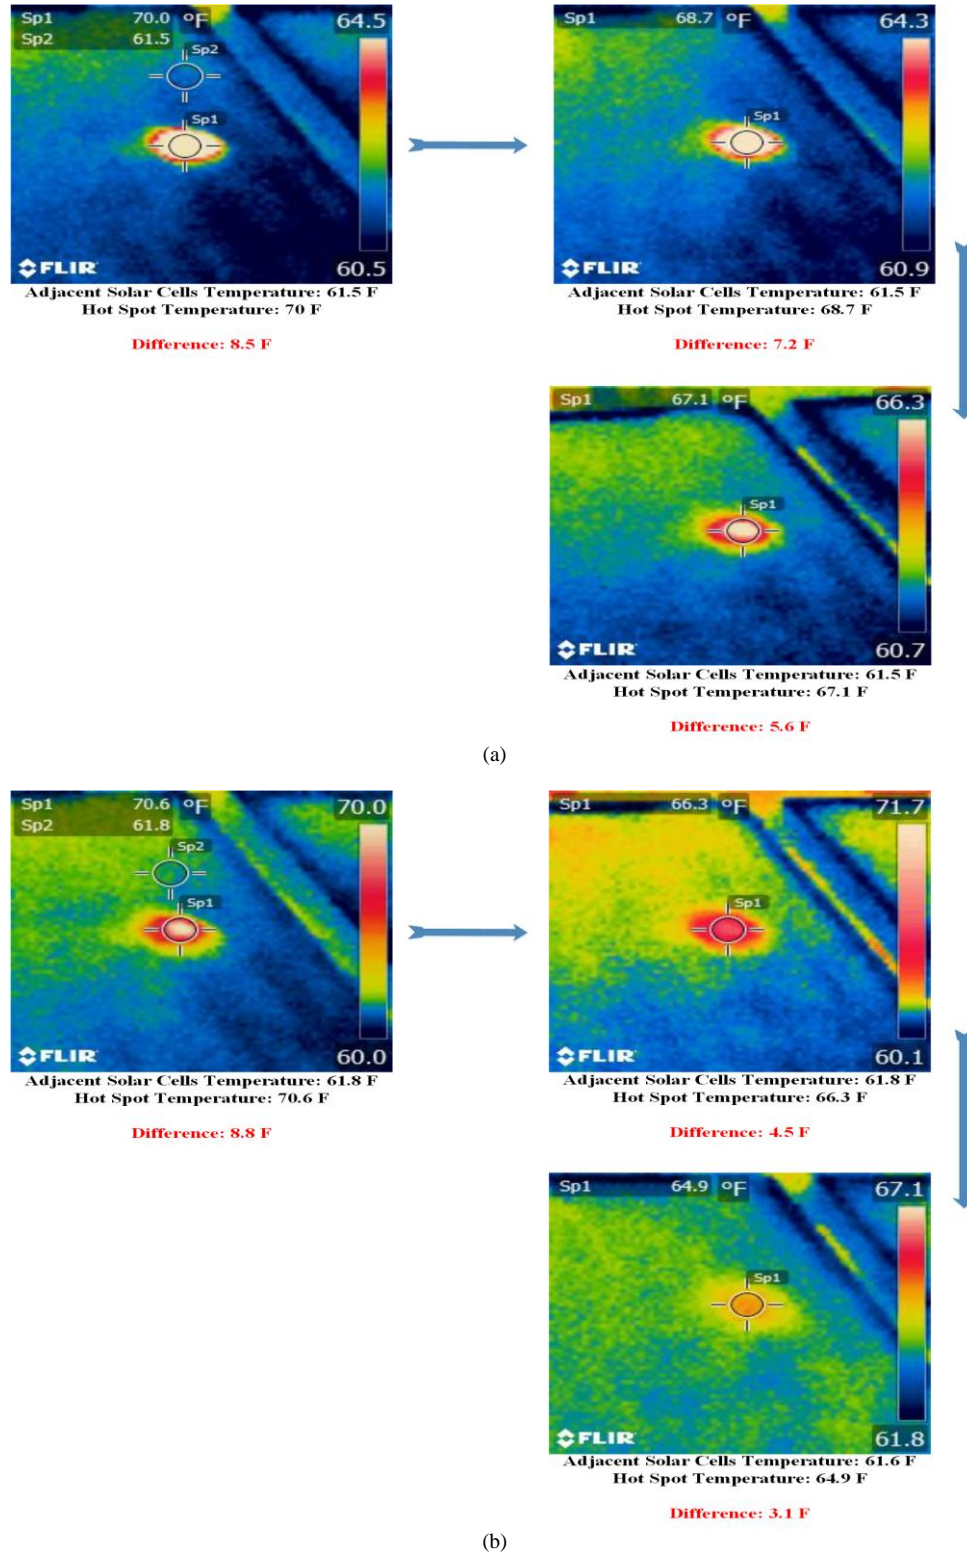 Sp1 70.0 °F 64.5
Sp2 61.5
Sp2
Sp1
FLIR 60.5
Adjacent Solar Cells Temperature: 61.5 F
Hot Spot Temperature: 70 F
Difference: 8.5 F
Sp1 68.7 °F 64.3
Sp1
FLIR 60.9
Adjacent Solar Cells Temperature: 61.5 F
Hot Spot Temperature: 68.7 F
Difference: 7.2 F
Sp1 67.1 °F 66.3
Sp1
FLIR 60.7
Adjacent Solar Cells Temperature: 61.5 F
Hot Spot Temperature: 67.1 F
Difference: 5.6 F
(a)
Sp1 70.6 °F 70.0
Sp2 61.8
Sp2
Sp1
FLIR 60.0
Adjacent Solar Cells Temperature: 61.8 F
Hot Spot Temperature: 70.6 F
Difference: 8.8 F
Sp1 66.3 °F 71.7
Sp1
FLIR 60.1
Adjacent Solar Cells Temperature: 61.8 F
Hot Spot Temperature: 66.3 F
Difference: 4.5 F
Sp1 64.9 °F 67.1
Sp1
FLIR 61.8
Adjacent Solar Cells Temperature: 61.6 F
Hot Spot Temperature: 64.9 F
Difference: 3.1 F
(b)